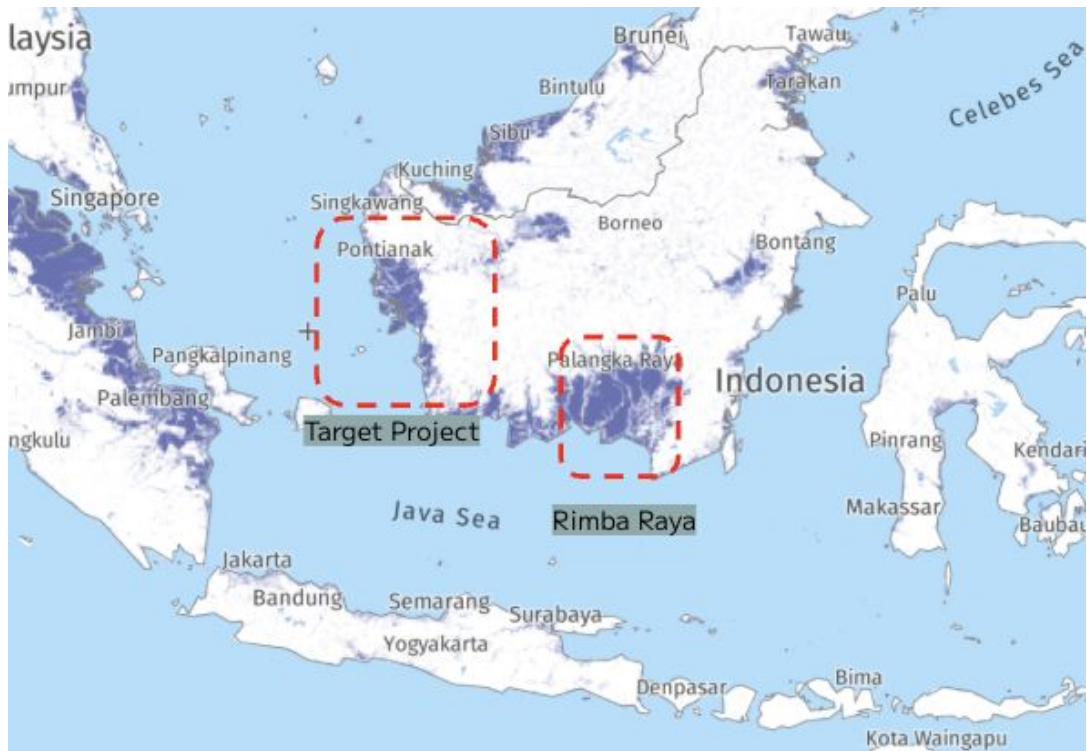 laysia
Brunei
Tawau
umpur
Bintulu
Tarakan
Celebes Sea
Sibu
Kuching
Singapore
Singkawang
Borneo
Pontianak
Bontang
Palu
Jambi
Pangkalpinang
Palangka Raya
Indonesia
Palembang
Target Project
ngkulu
Pinrang
Kendari
Java Sea
Rimba Raya
Makassar
Baubau
Jakarta
Bandung
Semarang
Surabaya
Yogyakarta
Bima
Denpasar
Kota Waingapu